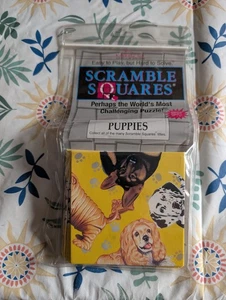 Easy to Play, but Hard to Solve.
SCRAMBLE
SQUARES
Perhaps the World's Most
Challenging Puzzle!
PUPPIES